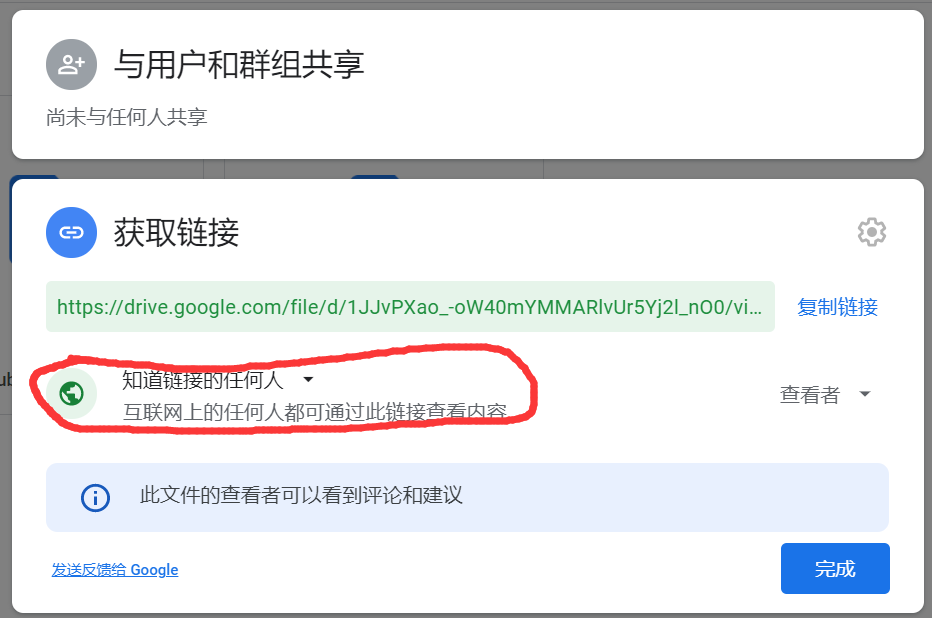 与用户和群组共享
尚未与任何人共享
获取链接
https://drive.google.com/file/d/1JJvPXao_-oW40mYMMARlvUr5Yj2l_nO0/vi...
复制链接
知道链接的任何人
互联网上的任何人都可通过此链接查看内容
查看者
此文件的查看者可以看到评论和建议
发送反馈给 Google
完成